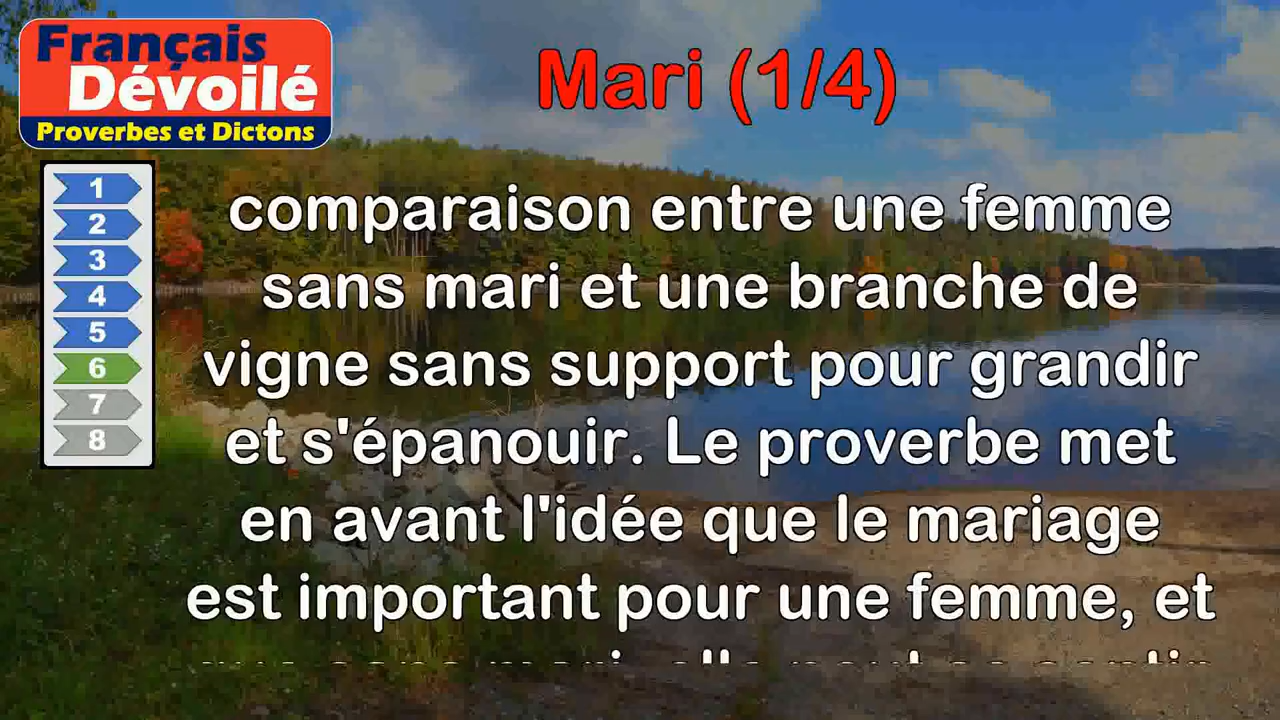 Français
Dévoilé
Proverbes et Dictons
Mari (1/4)
1
2
3
4
5
6
7
8
comparaison entre une femme
sans mari et une branche de
vigne sans support pour grandir
et s'épanouir. Le proverbe met
en avant l'idée que le mariage
est important pour une femme, et